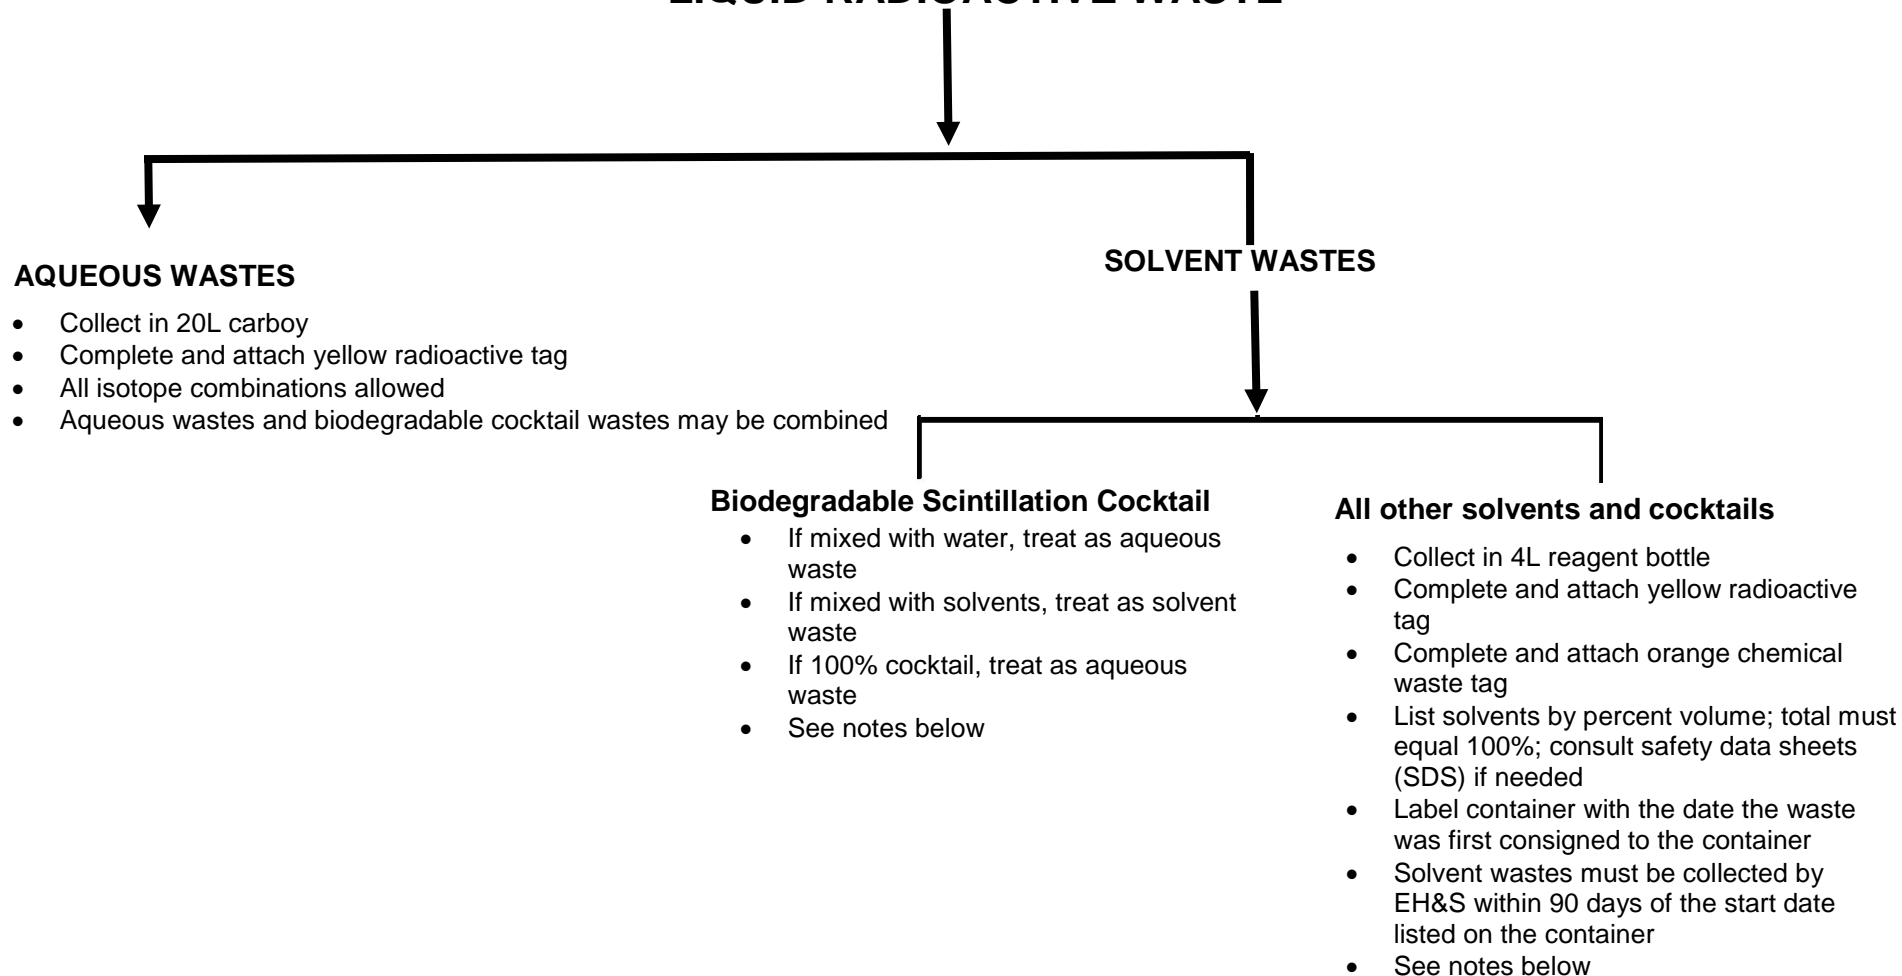 LIQUID RADIOACTIVE WASTE
AQUEOUS WASTES
• Collect in 20L carboy
• Complete and attach yellow radioactive tag
• All isotope combinations allowed
• Aqueous wastes and biodegradable cocktail wastes may be combined
SOLVENT WASTES
Biodegradable Scintillation Cocktail
• If mixed with water, treat as aqueous
waste
• If mixed with solvents, treat as solvent
waste
• If 100% cocktail, treat as aqueous
waste
• See notes below
All other solvents and cocktails
• Collect in 4L reagent bottle
• Complete and attach yellow radioactive
tag
• Complete and attach orange chemical
waste tag
• List solvents by percent volume; total must
equal 100%; consult safety data sheets
(SDS) if needed
• Label container with the date the waste
was first consigned to the container
• Solvent wastes must be collected by
EH&S within 90 days of the start date
listed on the container
• See notes below